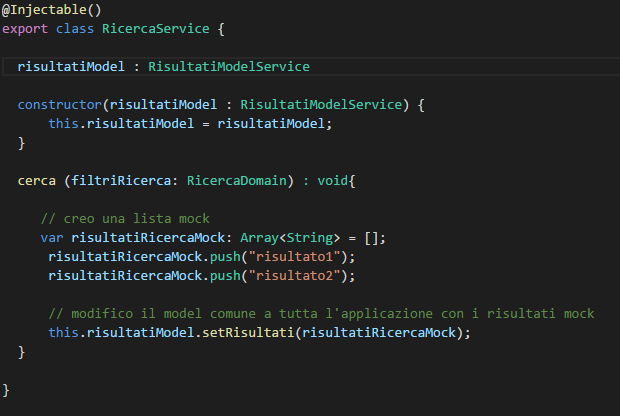 @Injectable()
export class RicercaService {
risultatiModel : RisultatiModelService
constructor(risultatiModel : RisultatiModelService) {
this.risultatiModel = risultatiModel;
}
cerca (filtriRicerca: RicercaDomain) : void{
// creo una lista mock
var risultatiRicercaMock: Array<String> = [];
risultatiRicercaMock.push("risultato1");
risultatiRicercaMock.push("risultato2");
// modifico il model comune a tutta l'applicazione con i risultati mock
this.risultatiModel.setRisultati(risultatiRicercaMock);
}
}